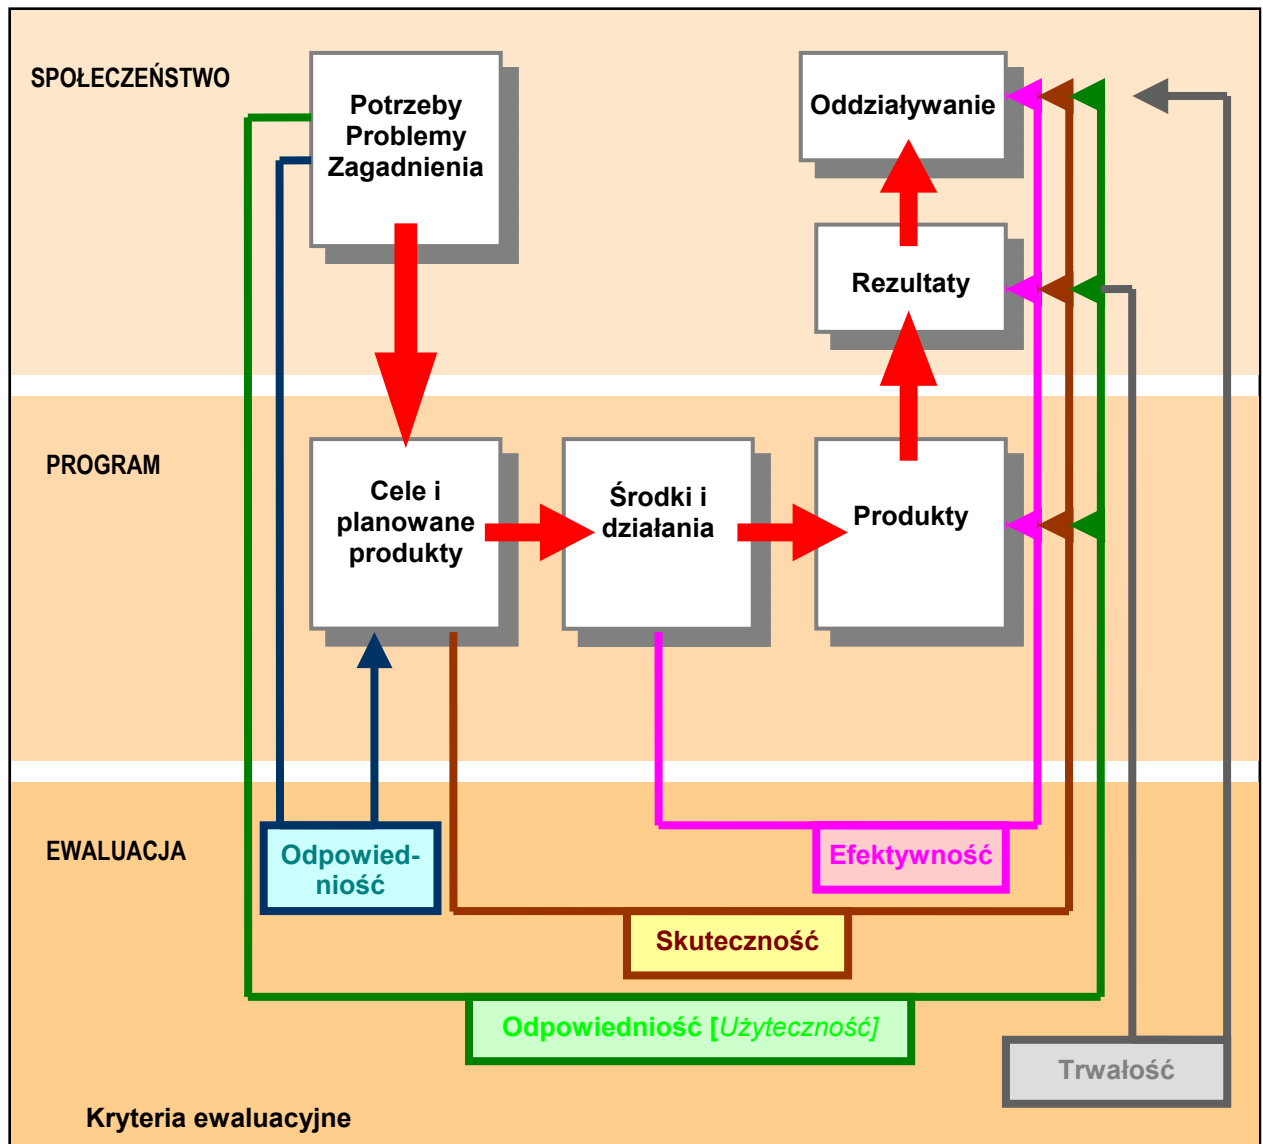 SPOŁECZEŃSTWO
Potrzeby
Problemy
Zagadnienia
Oddziaływanie
Rezultaty
PROGRAM
Cele i
planowane
produkty
Środki i
działania
Produkty
EWALUACJA
Odpowied-
niość
Efektywność
Skuteczność
Odpowiedniość [Użyteczność]
Trwałość
Kryteria ewaluacyjne